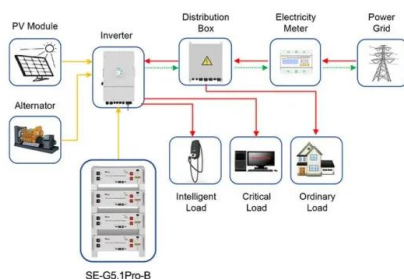 PV Module
Inverter
Distribution
Box
Electricity
Meter
Power
Grid
Alternator
Intelligent
Load
Critical
Load
Ordinary
Load
SE-G5.1Pro-B